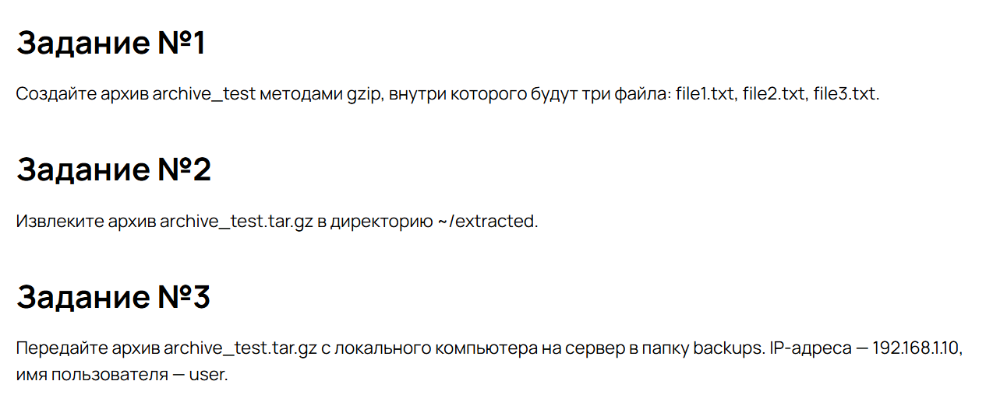 Задание №1
Создайте архив archive_test методами gzip, внутри которого будут три файла: file1.txt, file2.txt, file3.txt.
Задание №2
Извлеките архив archive_test.tar.gz в директорию ~/extracted.
Задание №3
Передайте архив archive_test.tar.gz с локального компьютера на сервер в папку backups. IP-адреса — 192.168.1.10,
имя пользователя — user.